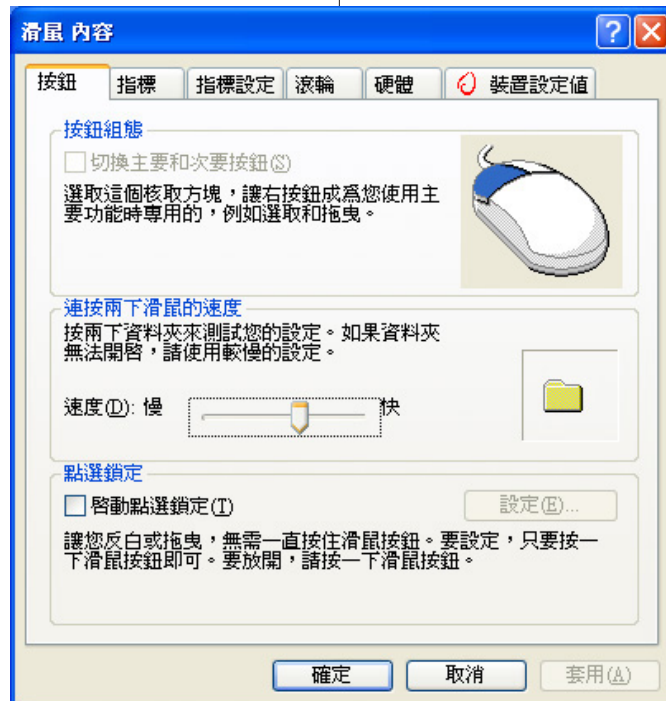 滑鼠 內容
按鈕 指標 指標設定 滾輪 硬體 裝置設定値
按鈕組態
切換主要和次要按鈕(S)
選取這個核取方塊，讓右按鈕成爲您使用主
要功能時專用的，例如選取和拖曳。
連按兩下滑鼠的速度
按兩下資料夾來測試您的設定。如果資料夾
無法開啓，請使用較慢的設定。
速度(D): 慢 快
點選鎖定
啓動點選鎖定(T) 設定(E)...
讓您反白或拖曳，無需一直按住滑鼠按鈕。要設定，只要按一
下滑鼠按鈕即可。要放開，請按一下滑鼠按鈕。
確定 取消 套用(A)